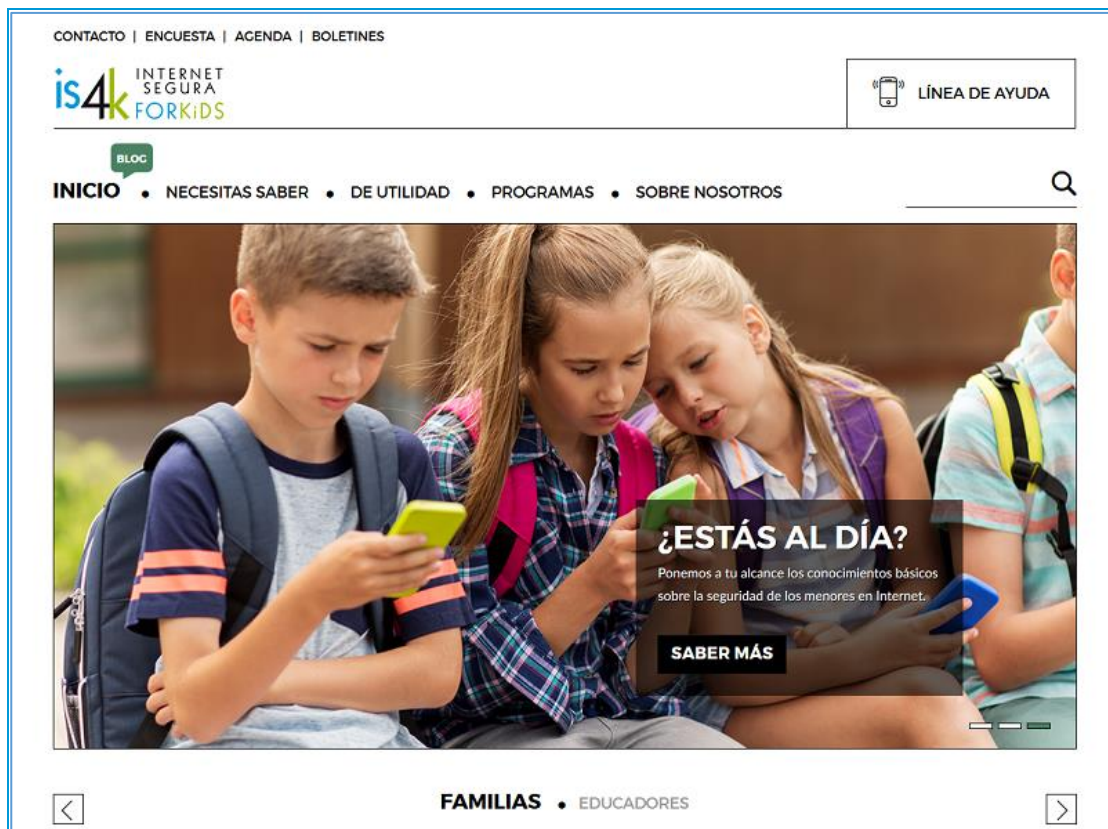 CONTACTO | ENCUESTA | AGENDA | BOLETINES
is4k INTERNET
SEGURA
FORKiDS
LÍNEA DE AYUDA
BLOG
INICIO • NECESITAS SABER • DE UTILIDAD • PROGRAMAS • SOBRE NOSOTROS
¿ESTÁS AL DÍA?
Ponemos a tu alcance los conocimientos básicos
sobre la seguridad de los menores en Internet.
SABER MÁS
FAMILIAS • EDUCADORES